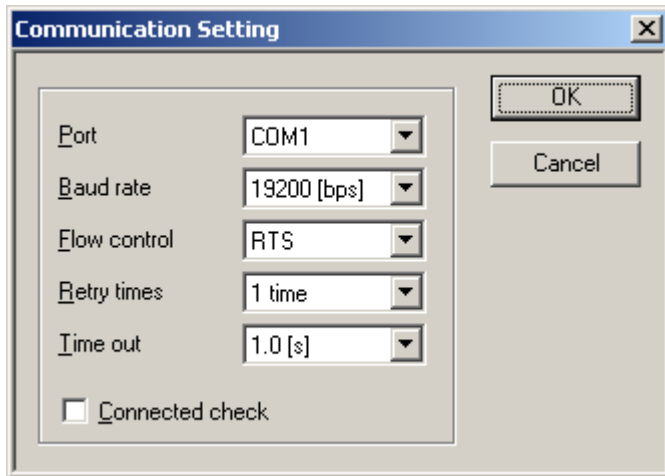 Communication Setting
Port COM1
Baud rate 19200 [bps]
Flow control RTS
Retry times 1 time
Time out 1.0 [s]
Connected check
OK
Cancel